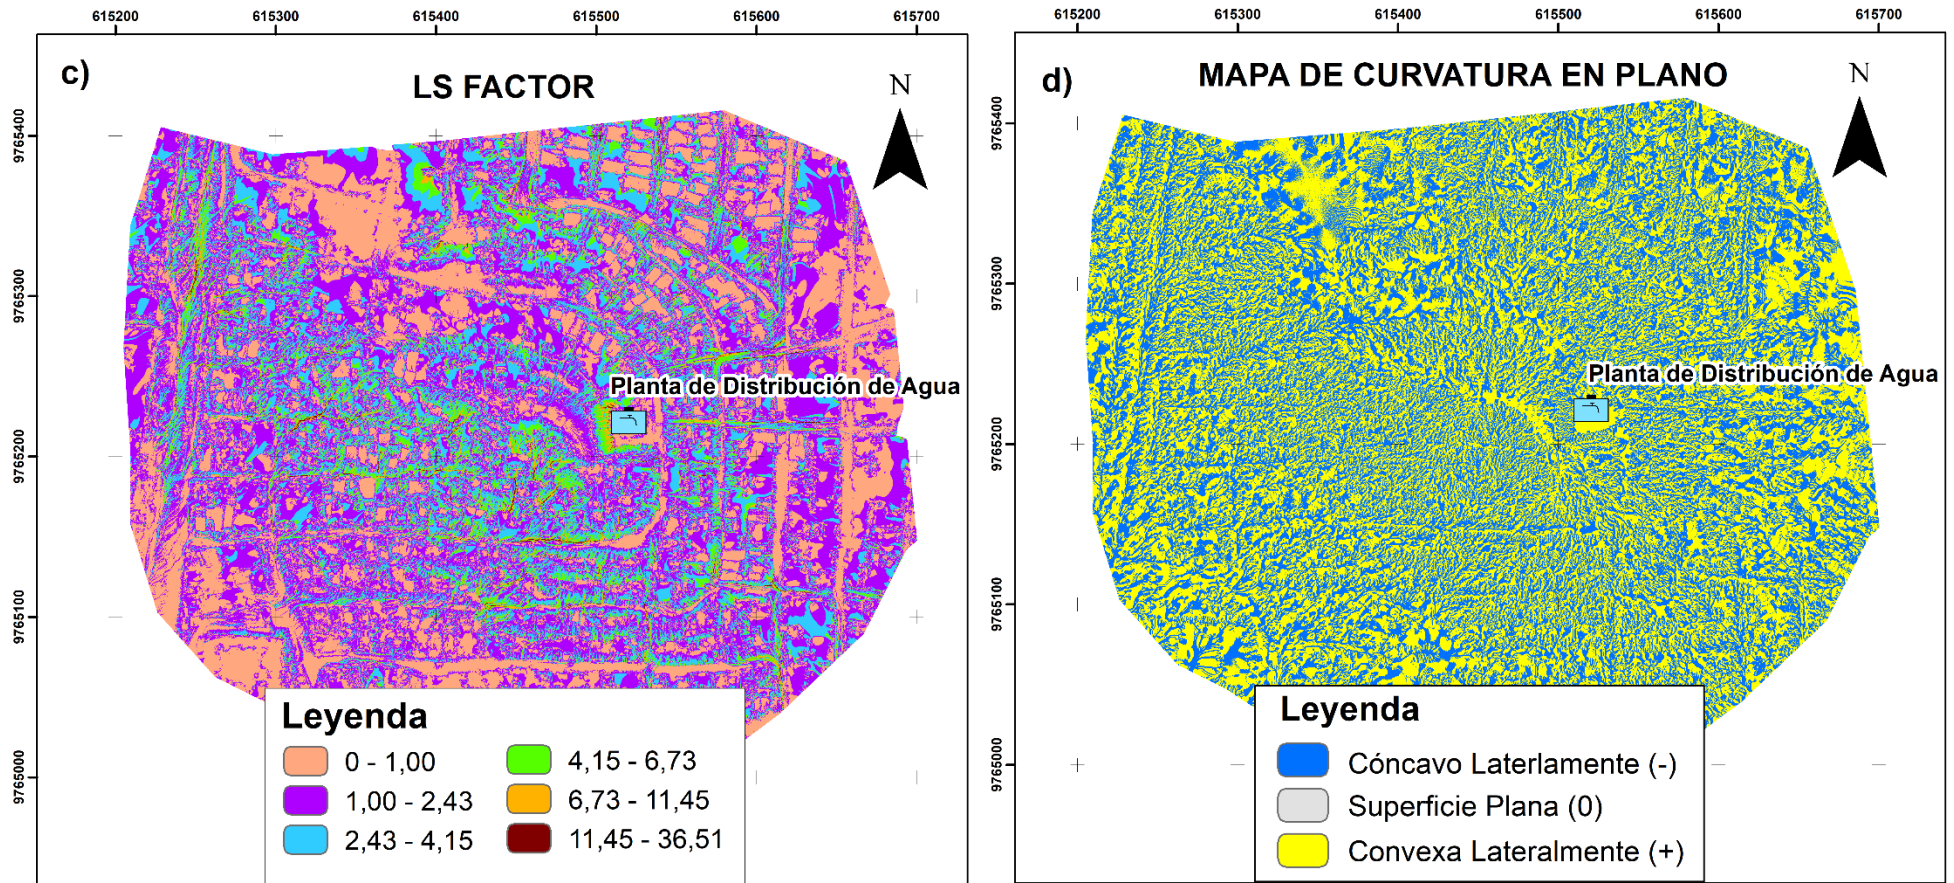 615200 615300 615400 615500 615600 615700
c)
LS FACTOR
N
9765400
9765300
9765200
9765100
9765000
Planta de Distribución de Agua
Leyenda
0 - 1,00
1,00 - 2,43
2,43 - 4,15
4,15 - 6,73
6,73 - 11,45
11,45 - 36,51
615200 615300 615400 615500 615600 615700
d)
MAPA DE CURVATURA EN PLANO
N
9765400
9765300
9765200
9765100
9765000
Planta de Distribución de Agua
Leyenda
Cóncavo Laterlamente (-)
Superficie Plana (0)
Convexa Lateralmente (+)